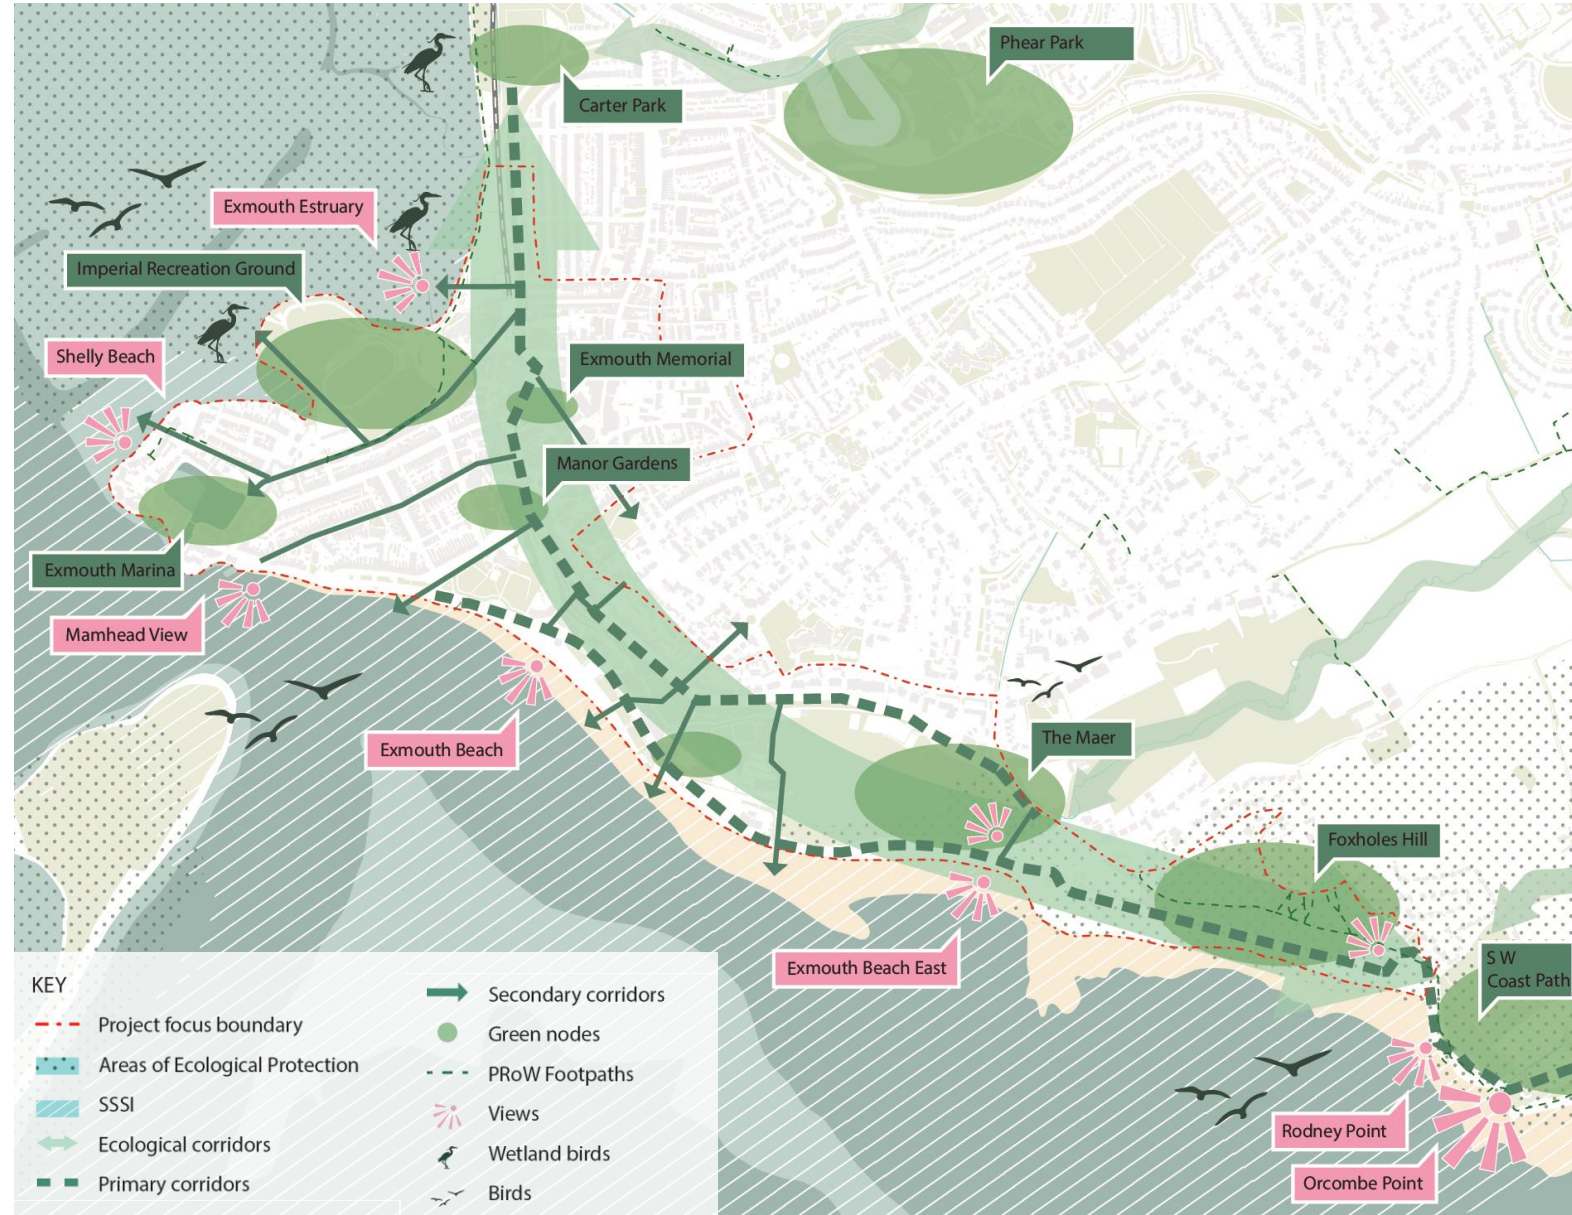 Phear Park
Carter Park
Exmouth Estruary
Imperial Recreation Ground
Shelly Beach
Exmouth Memorial
Manor Gardens
Exmouth Marina
Mamhead View
Exmouth Beach
The Maer
Foxholes Hill
Exmouth Beach East
S W
Coast Path
Rodney Point
Orcombe Point
KEY
Project focus boundary
Areas of Ecological Protection
SSSI
Ecological corridors
Primary corridors
Secondary corridors
Green nodes
PRoW Footpaths
Views
Wetland birds
Birds